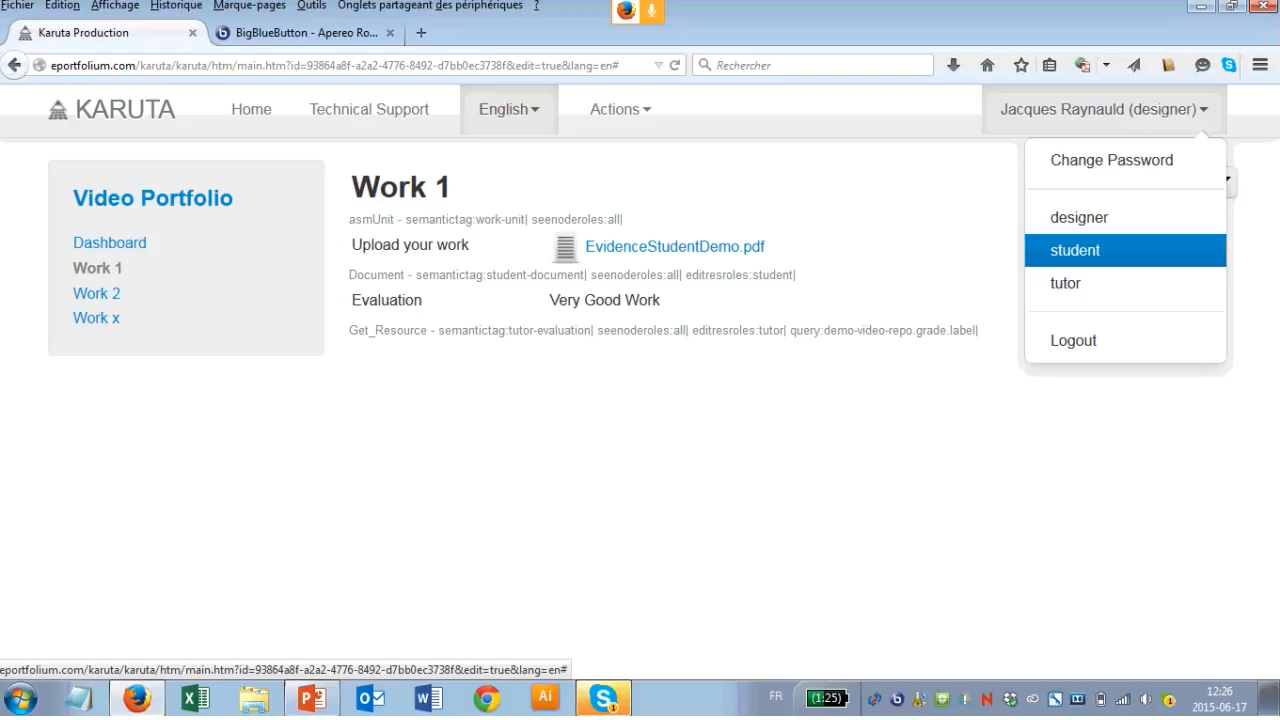 Fichier Edition Affichage Historique Marque-pages Outils Onglets partageant des périphériques ?
Karuta Production × BigBlueButton - Apereo Ro... × +
eportfolium.com/karuta/karuta/htm/main.htm?id=93864a8f-a2a2-4776-8492-d7bb0ec3738f&edit=true&lang=en# Rechercher
KARUTA Home Technical Support English Actions Jacques Raynauld (designer)
Change Password
designer
student
tutor
Logout
Video Portfolio
Dashboard
Work 1
Work 2
Work x
Work 1
asmUnit - semantictag:work-unit| seenoderoles:all|
Upload your work EvidenceStudentDemo.pdf
Document - semantictag:student-document| seenoderoles:all| editresroles:student|
Evaluation Very Good Work
Get_Resource - semantictag:tutor-evaluation| seenoderoles:all| editresroles:tutor| query:demo-video-repo.grade.label|
eportfolium.com/karuta/karuta/htm/main.htm?id=93864a8f-a2a2-4776-8492-d7bb0ec3738f&edit=true&lang=en#
Ai FR (1:25) 12:26
2015-06-17